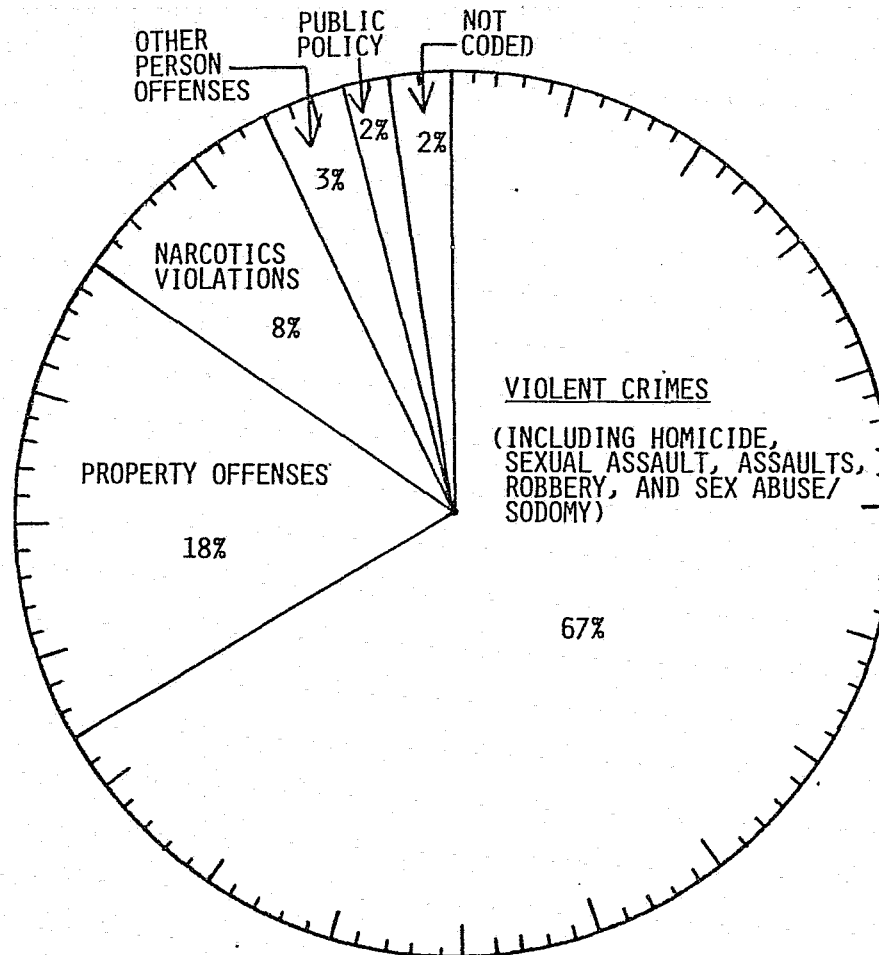 OTHER
PERSON
OFFENSES
PUBLIC
POLICY
NOT
CODED
3%
2%
2%
NARCOTICS
VIOLATIONS
8%
PROPERTY OFFENSES
18%
VIOLENT CRIMES
(INCLUDING HOMICIDE,
SEXUAL ASSAULT, ASSAULTS,
ROBBERY, AND SEX ABUSE/
SODOMY)
67%